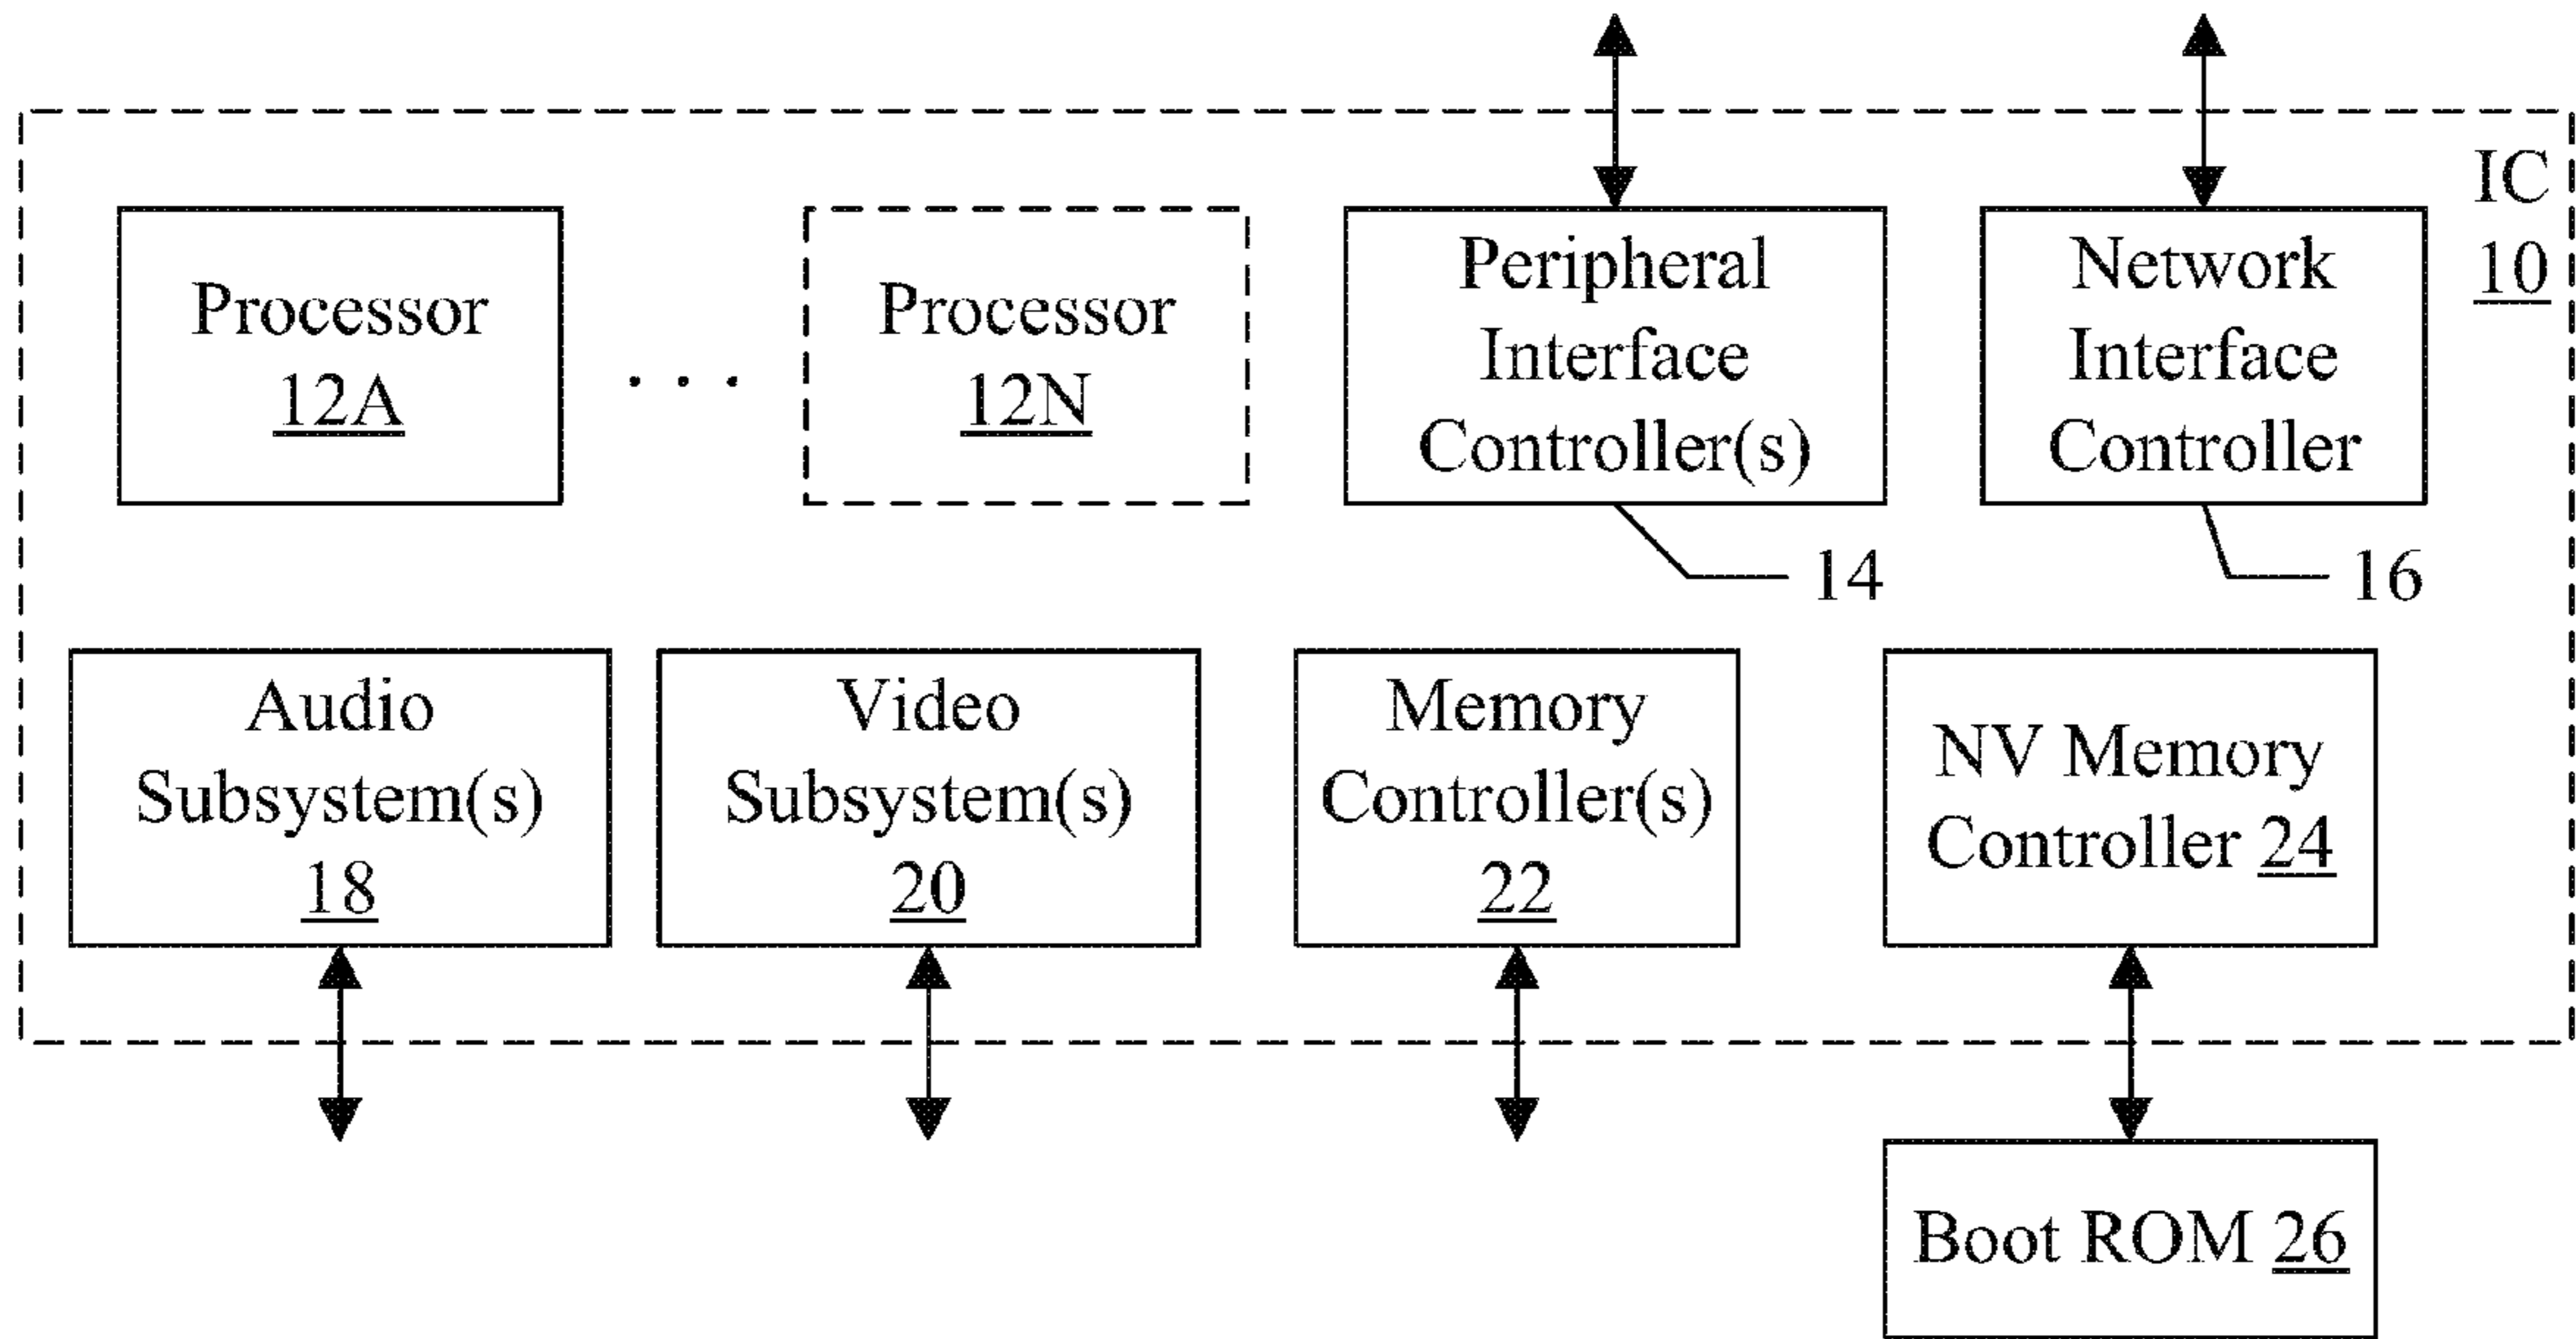 IC
10
Processor
12A
. . .
Processor
12N
Peripheral
Interface
Controller(s)
14
Network
Interface
Controller
16
Audio
Subsystem(s)
18
Video
Subsystem(s)
20
Memory
Controller(s)
22
NV Memory
Controller 24
Boot ROM 26